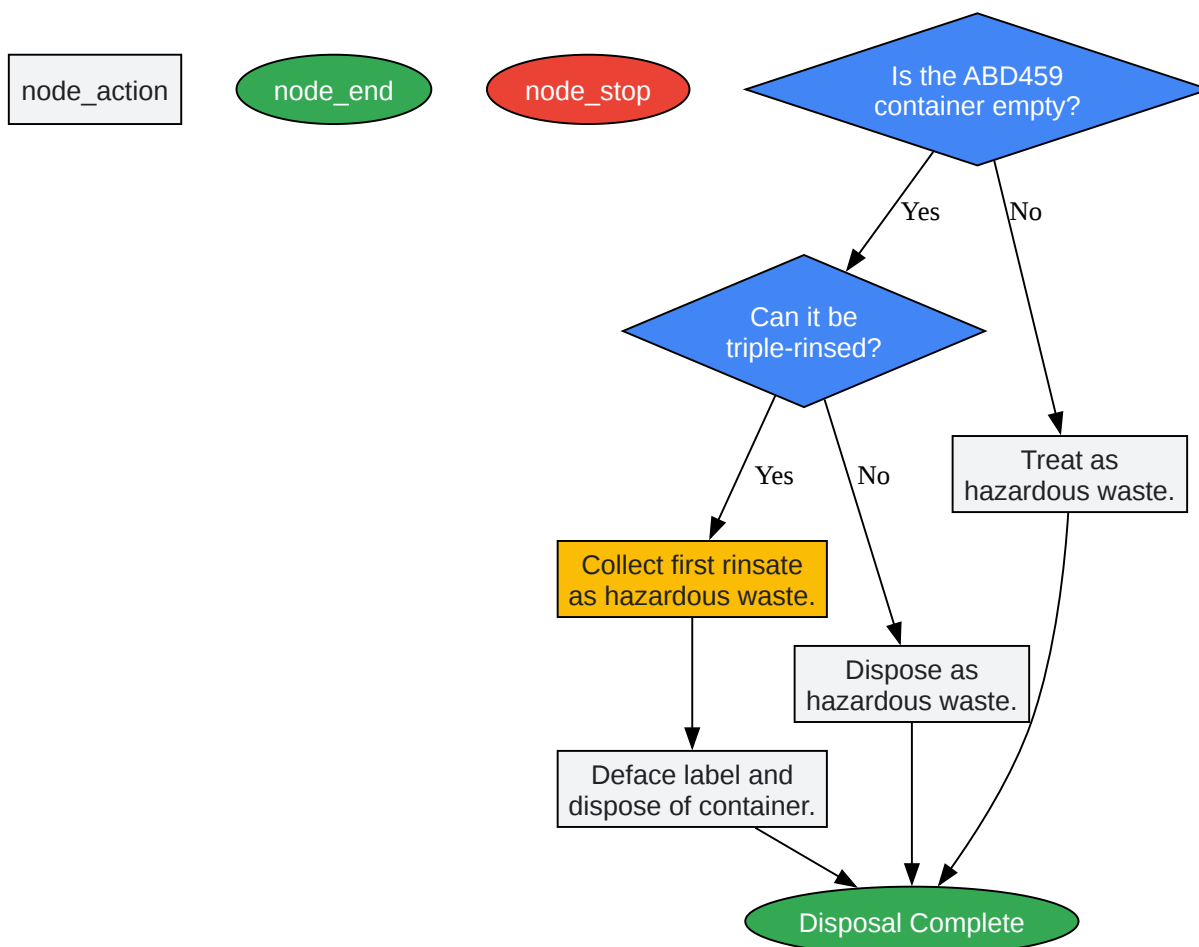 node_action
node_end
node_stop
Is the ABD459
container empty?
Yes
No
Can it be
triple-rinsed?
Yes
No
Treat as
hazardous waste.
Collect first rinsate
as hazardous waste.
Dispose as
hazardous waste.
Deface label and
dispose of container.
Disposal Complete